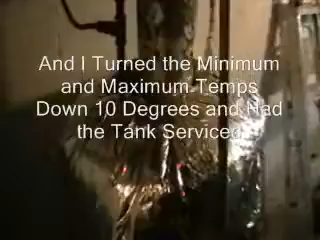 And I Turned the Minimum
and Maximum Temps
Down 10 Degrees and Had
the Tank Serviced